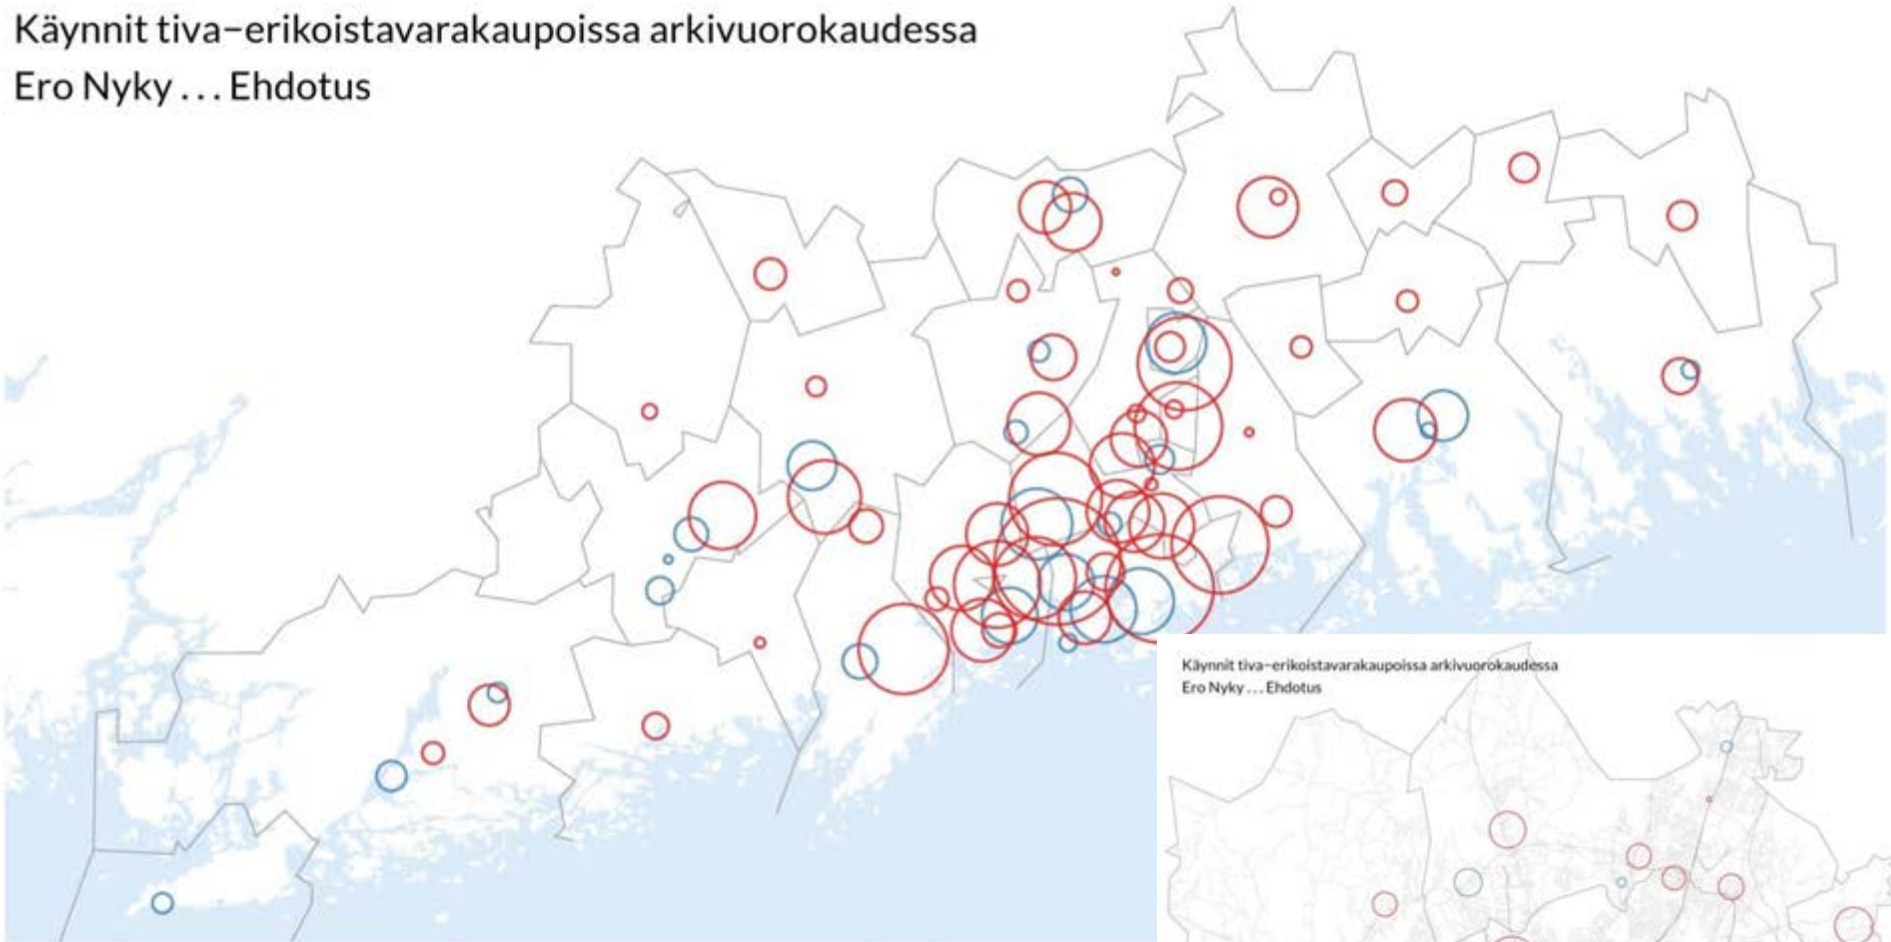 Käynnit tiva–erikoistavarakaupoissa arkivuorokaudessa
Ero Nyky . . . Ehdotus
Käynnit tiva–erikoistavarakaupoissa arkivuorokaudessa
Ero Nyky . . . Ehdotus